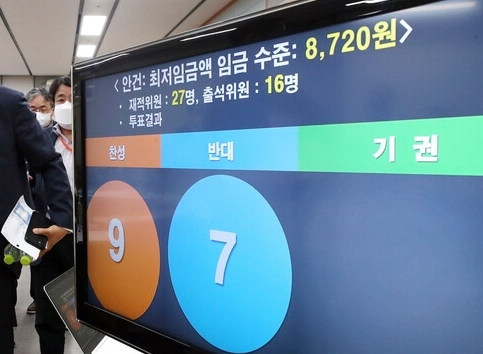 < 안건: 최저임금액 임금 수준: 8,720원>
· 재적위원 : 27명, 출석위원 : 16명
· 투표결과
찬성 반대 기 권
9 7